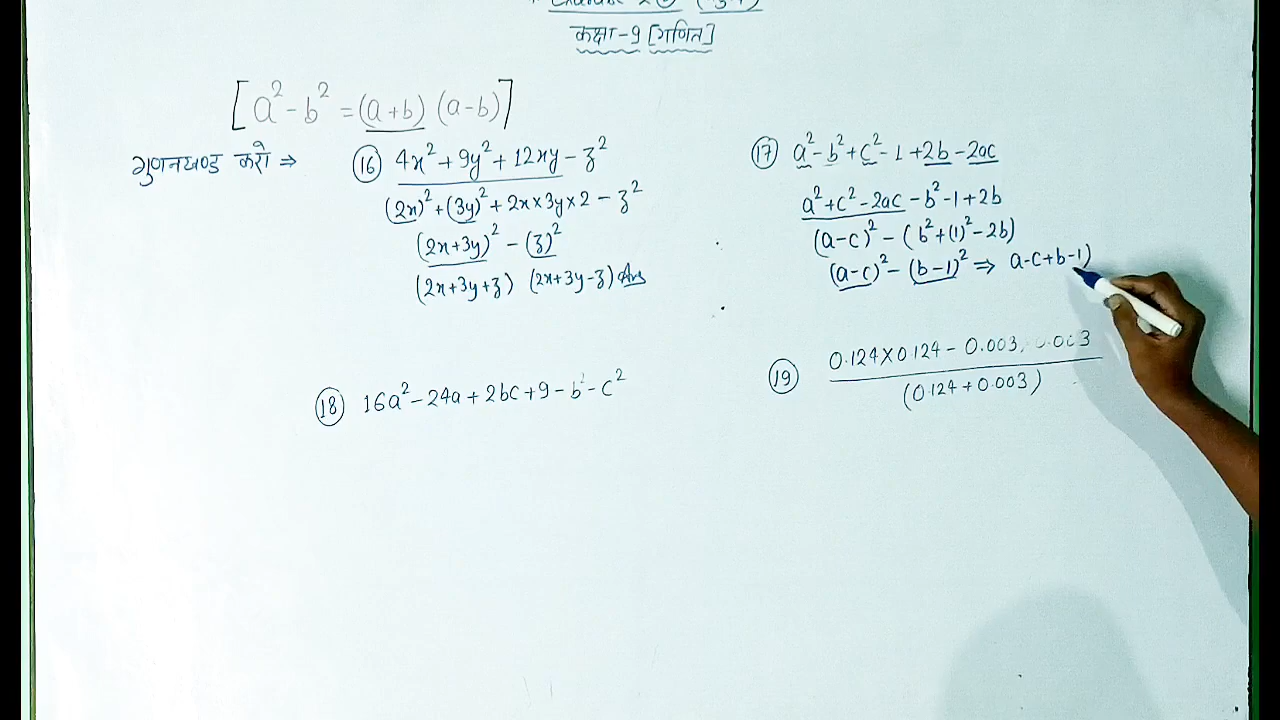 कक्षा-9 [गणित]
[a²-b² = (a+b) (a-b)]
गुणनखण्ड करो ⇒
(16) 4x² + 9y² + 12xy - z²
(2x)² + (3y)² + 2x×3y×2 - z²
(2x+3y)² - (z)²
(2x+3y+z) (2x+3y-z) Ans
(17) a²-b²+c²-1+2b-2ac
a²+c²-2ac-b²-1+2b
(a-c)² - (b²+(1)²-2b)
(a-c)² - (b-1)² ⇒ a-c+b-1)
(18) 16a²-24a+2bc+9-b²-c²
(19) 0.124×0.124 - 0.003 0.003
(0.124+0.003)